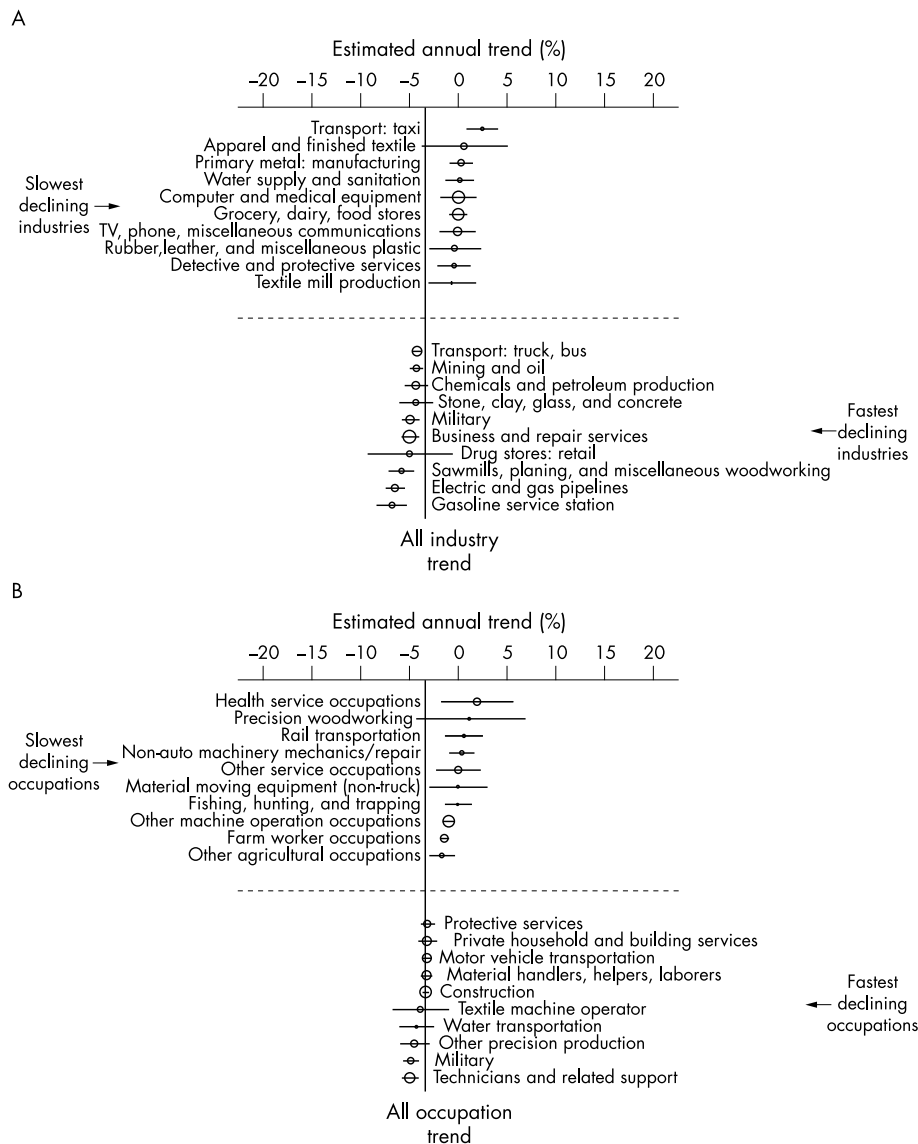 A
Estimated annual trend (%)
–20 –15 –10 –5 0 5 10 15 20
Transport: taxi
Apparel and finished textile
Primary metal: manufacturing
Water supply and sanitation
Computer and medical equipment
Grocery, dairy, food stores
TV, phone, miscellaneous communications
Rubber,leather, and miscellaneous plastic
Detective and protective services
Textile mill production
Slowest
declining
industries
Transport: truck, bus
Mining and oil
Chemicals and petroleum production
Stone, clay, glass, and concrete
Military
Business and repair services
Drug stores: retail
Sawmills, planing, and miscellaneous woodworking
Electric and gas pipelines
Gasoline service station
Fastest
declining
industries
All industry
trend
B
Estimated annual trend (%)
–20 –15 –10 –5 0 5 10 15 20
Health service occupations
Precision woodworking
Rail transportation
Non-auto machinery mechanics/repair
Other service occupations
Material moving equipment (non-truck)
Fishing, hunting, and trapping
Other machine operation occupations
Farm worker occupations
Other agricultural occupations
Slowest
declining
occupations
Protective services
Private household and building services
Motor vehicle transportation
Material handlers, helpers, laborers
Construction
Textile machine operator
Water transportation
Other precision production
Military
Technicians and related support
Fastest
declining
occupations
All occupation
trend